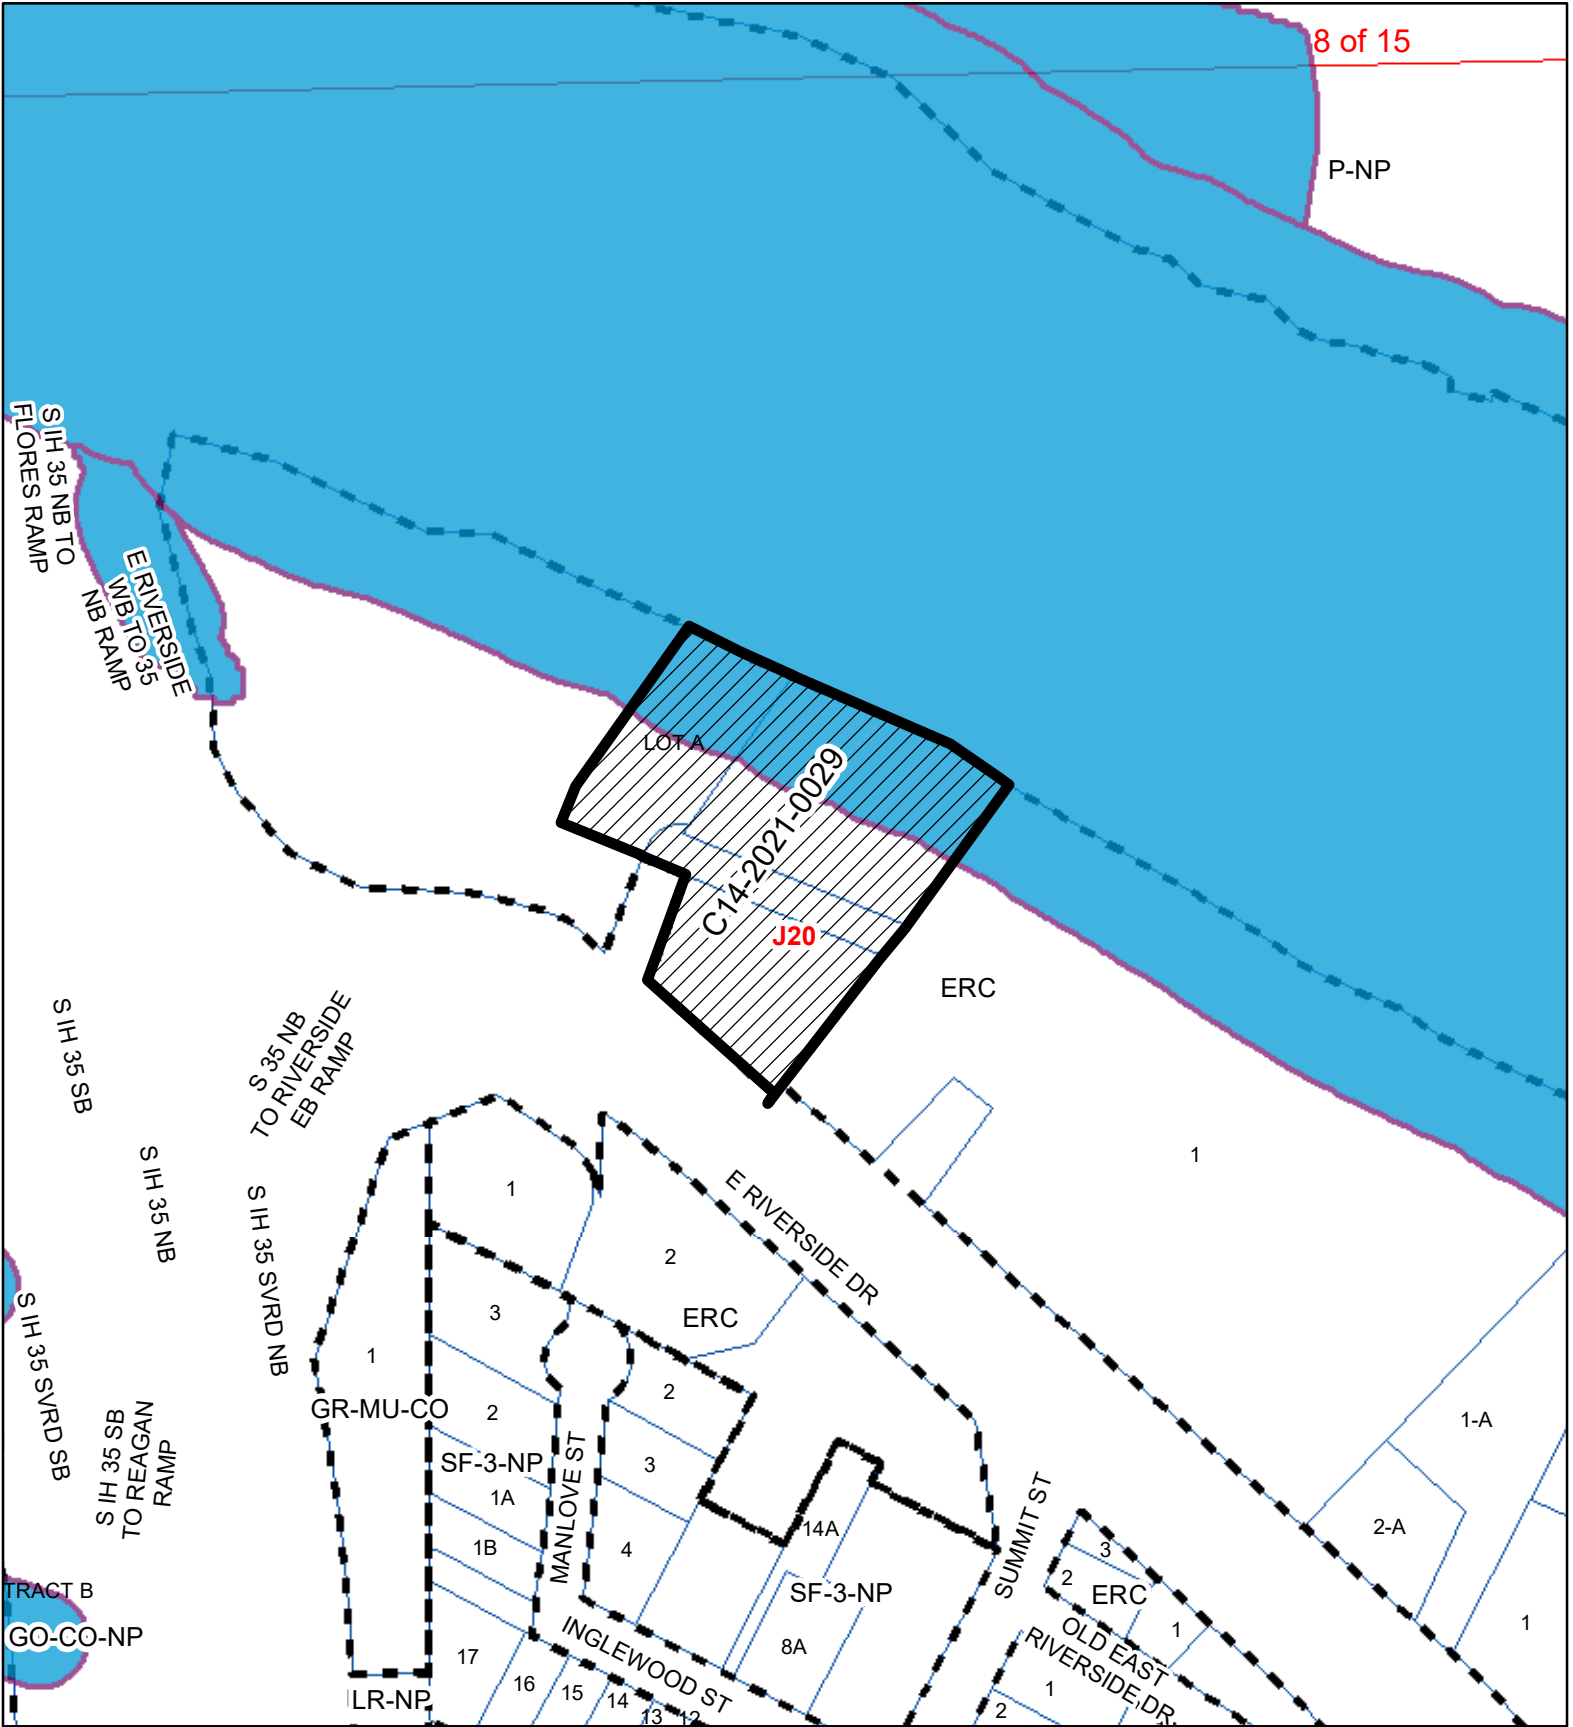 8 of 15
P-NP
S IH 35 NB TO
FLORES RAMP
E RIVERSIDE
WB TO 35
NB RAMP
LOT A
C14-2021-0029
J20
ERC
S IH 35 SB
S 35 NB
TO RIVERSIDE
EB RAMP
S IH 35 NB
S IH 35 SVRD NB
S IH 35 SVRD SB
S IH 35 SB
TO REAGAN
RAMP
1
1
E RIVERSIDE DR
2
ERC
3
1
GR-MU-CO
2
2
SF-3-NP
3
1A
1B
MANLOVE ST
4
14A
SF-3-NP
8A
SUMMIT ST
1-A
2-A
1
3
2
ERC
1
OLD EAST
RIVERSIDE DR
1
2
TRACT B
GO-CO-NP
INGLEWOOD ST
17
16
15
14
13
12
LR-NP